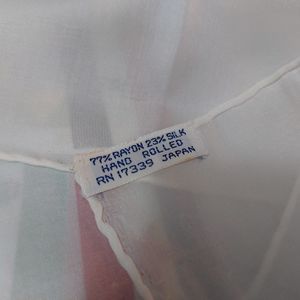 77% RAYON 23% SILK
HAND ROLLED
RN 17339 JAPAN